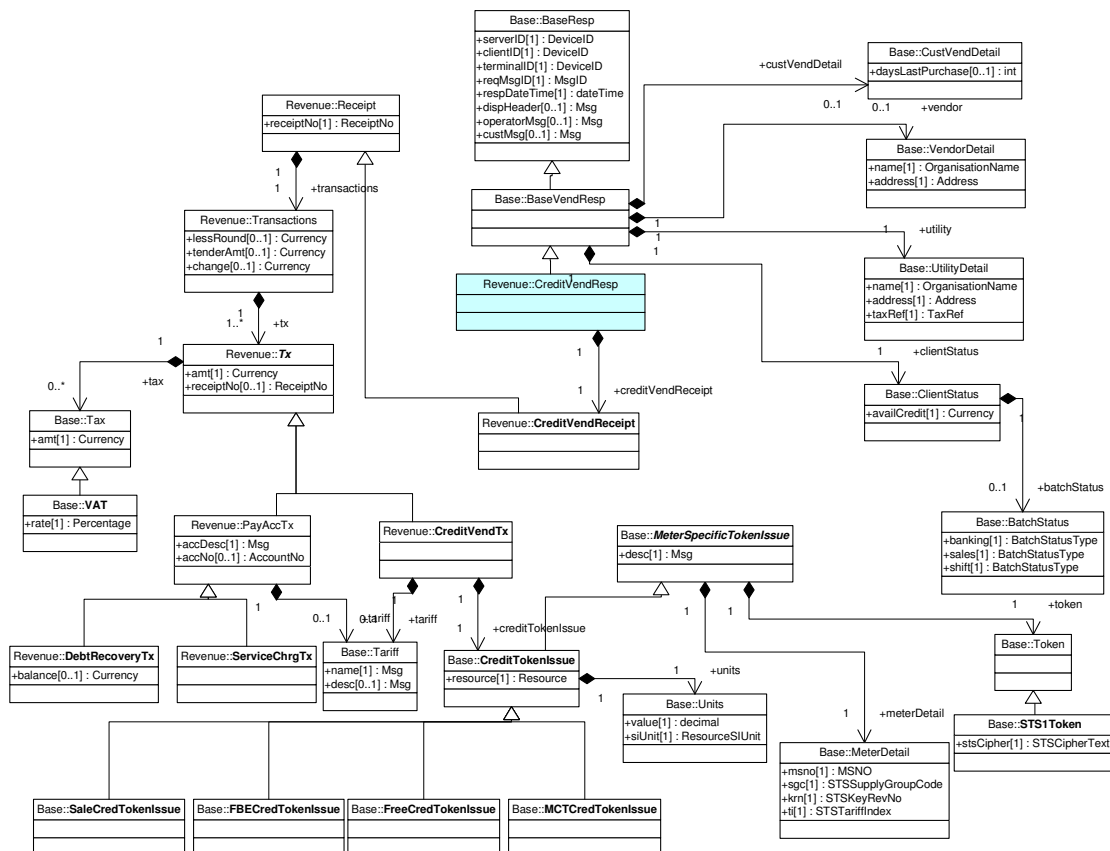 Base::BaseResp
+serverID[1] : DeviceID
+clientID[1] : DeviceID
+terminalID[1] : DeviceID
+reqMsgID[1] : MsgID
+respDateTime[1] : dateTime
+dispHeader[0..1] : Msg
+operatorMsg[0..1] : Msg
+custMsg[0..1] : Msg
Base::CustVendDetail
+daysLastPurchase[0..1] : int
+custVendDetail
0..1
0..1
+vendor
Revenue::Receipt
+receiptNo[1] : ReceiptNo
Base::VendorDetail
+name[1] : OrganisationName
+address[1] : Address
1
1
+transactions
Base::BaseVendResp
1
1
1
1
+utility
Revenue::Transactions
+lessRound[0..1] : Currency
+tenderAmt[0..1] : Currency
+change[0..1] : Currency
Base::UtilityDetail
+name[1] : OrganisationName
+address[1] : Address
+taxRef[1] : TaxRef
1
Revenue::CreditVendResp
1
1
1..*
+tx
1
+clientStatus
1
1
+creditVendReceipt
Revenue::Tx
+amt[1] : Currency
+receiptNo[0..1] : ReceiptNo
1
+tax
0..*
Base::ClientStatus
+availCredit[1] : Currency
1
Base::Tax
+amt[1] : Currency
Revenue::CreditVendReceipt
0..1
+batchStatus
Base::VAT
+rate[1] : Percentage
Revenue::PayAccTx
+accDesc[1] : Msg
+accNo[0..1] : AccountNo
Revenue::CreditVendTx
Base::MeterSpecificTokenIssue
+desc[1] : Msg
Base::BatchStatus
+banking[1] : BatchStatusType
+sales[1] : BatchStatusType
+shift[1] : BatchStatusType
1
0..1
+tariff
1
0..1
+tariff
1
1
+creditTokenIssue
1
1
1
+token
Revenue::DebtRecoveryTx
+balance[0..1] : Currency
Revenue::ServiceChrgTx
Base::Tariff
+name[1] : Msg
+desc[0..1] : Msg
Base::CreditTokenIssue
+resource[1] : Resource
Base::Token
1
1
+units
Base::Units
+value[1] : decimal
+siUnit[1] : ResourceSIUnit
1
+meterDetail
Base::STS1Token
+stsCipher[1] : STSCipherText
Base::MeterDetail
+msno[1] : MSNO
+sgc[1] : STSSupplyGroupCode
+krn[1] : STSKeyRevNo
+ti[1] : STSTariffIndex
Base::SaleCredTokenIssue
Base::FBECredTokenIssue
Base::FreeCredTokenIssue
Base::MCTCredTokenIssue